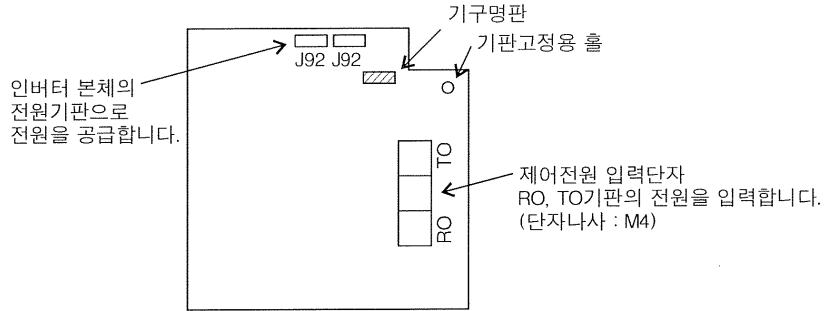 기구명판
기판고정용 홀
J92 J92
인버터 본체의
전원기판으로
전원을 공급합니다.
TO
제어전원 입력단자
RO, TO기판의 전원을 입력합니다.
(단자나사 : M4)
RO